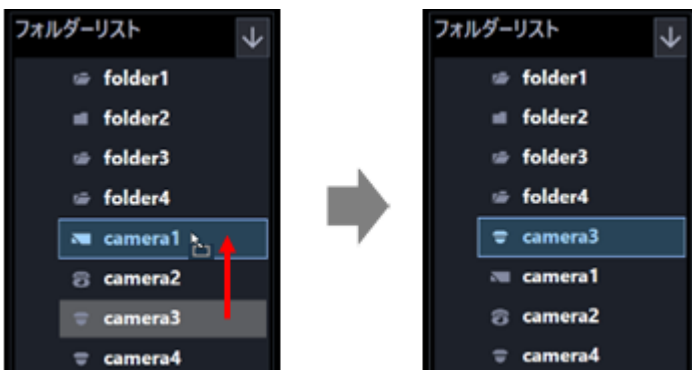 フォルダーリスト
folder1
folder2
folder3
folder4
camera1
camera2
camera3
camera4
フォルダーリスト
folder1
folder2
folder3
folder4
camera3
camera1
camera2
camera4